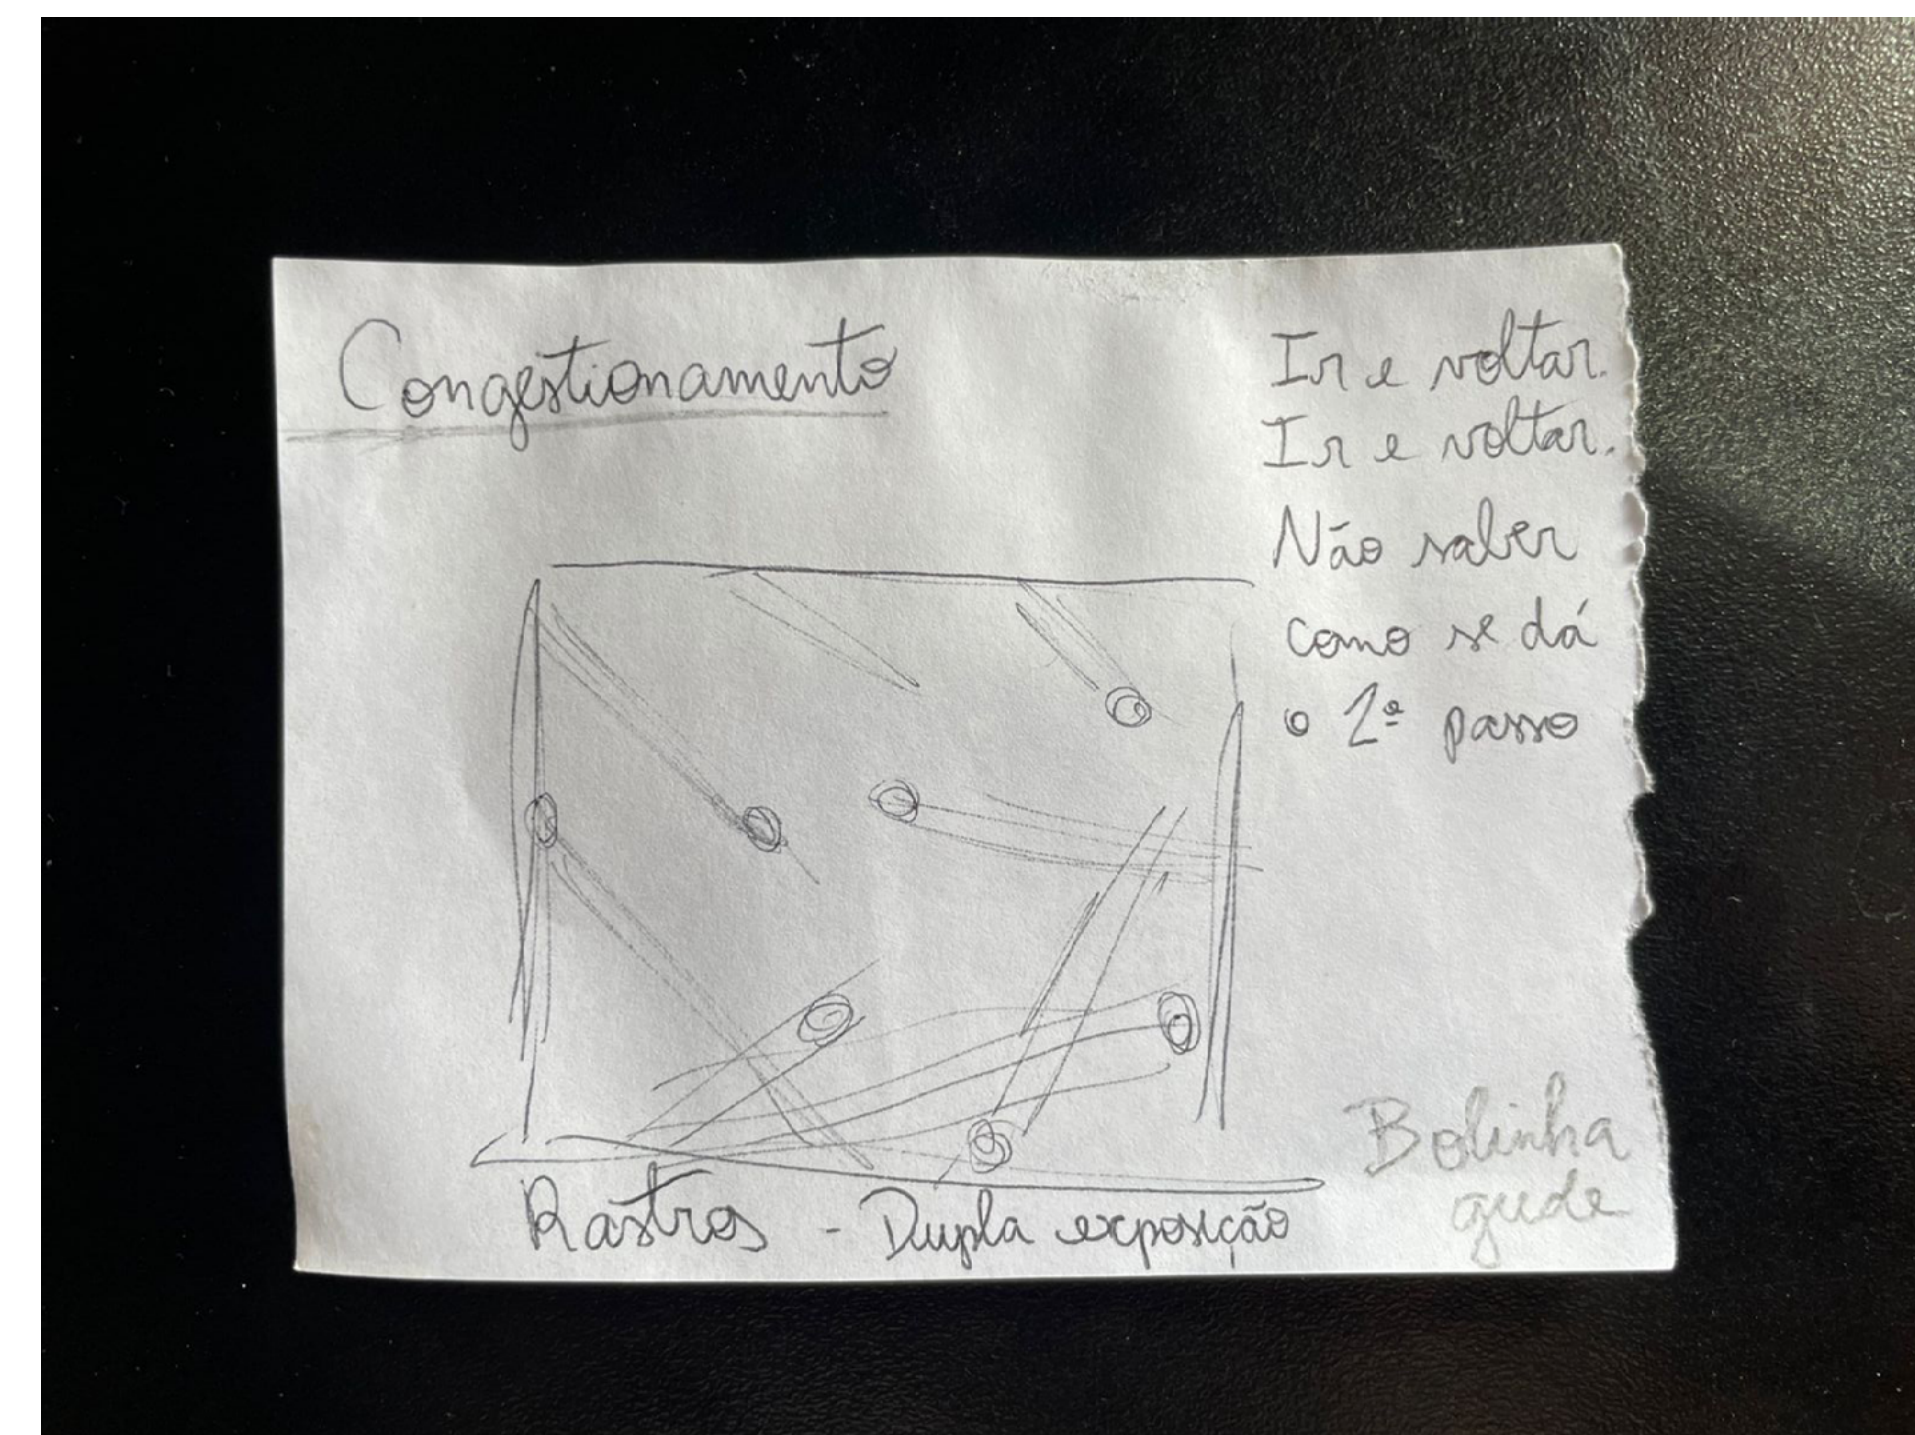 Congestionamento
Ir e voltar.
Ir e voltar.
Não saber
como se dá
o 1º passo
Rastros - Dupla exposição
Bolinha
gude